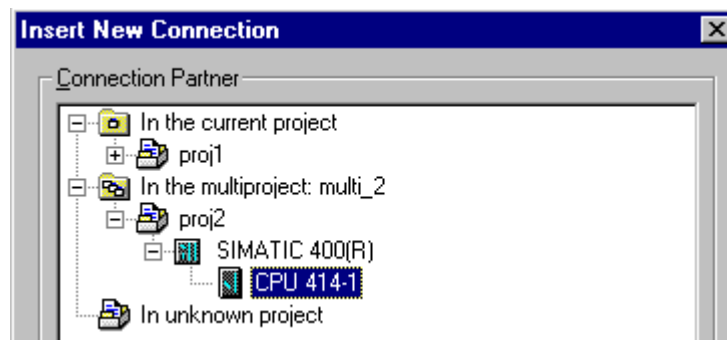 Insert New Connection
Connection Partner
In the current project
proj1
In the multiproject: multi_2
proj2
SIMATIC 400(R)
CPU 414-1
In unknown project